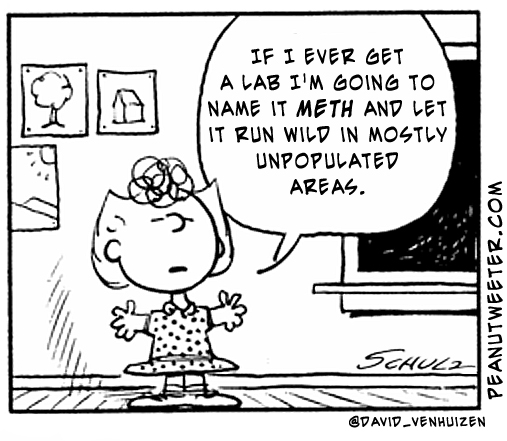 IF I EVER GET
A LAB I'M GOING TO
NAME IT METH AND LET
IT RUN WILD IN MOSTLY
UNPOPULATED
AREAS.
SCHULZ
PEANUTWEETER.COM
@DAVID_VENHUIZEN